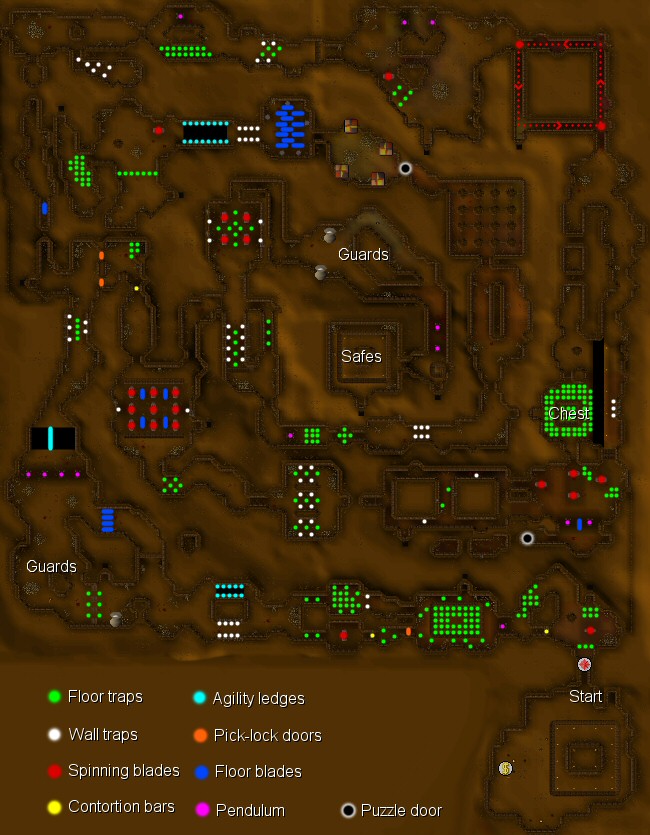 Guards
Safes
Chest
Guards
Start
Floor traps
Agility ledges
Wall traps
Pick-lock doors
Spinning blades
Floor blades
Contortion bars
Pendulum
Puzzle door